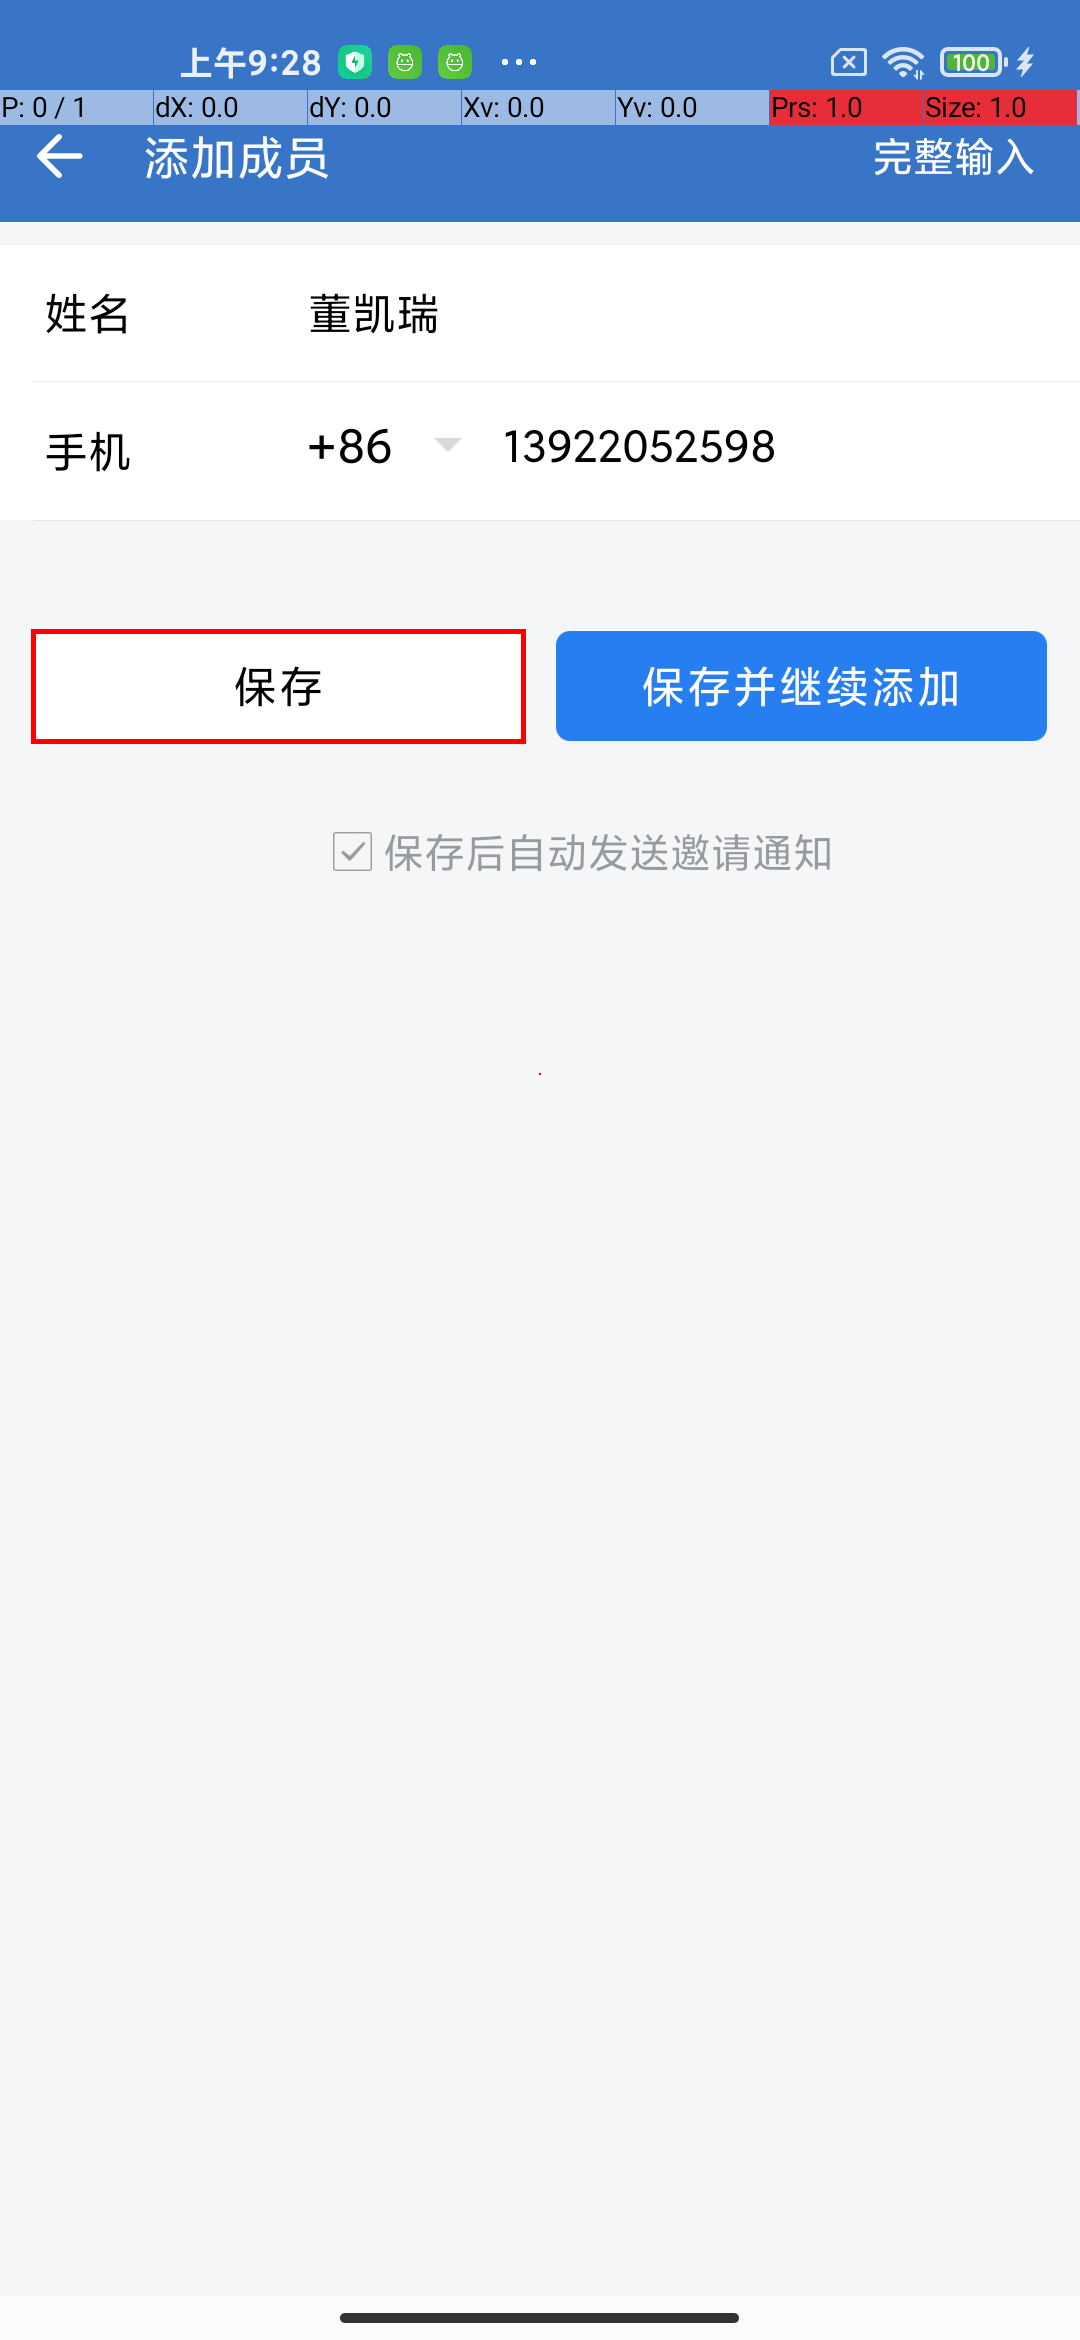 上午9:28 ··· 100
P: 0 / 1 dX: 0.0 dY: 0.0 Xv: 0.0 Yv: 0.0 Prs: 1.0 Size: 1.0
添加成员 完整输入
姓名 董凯瑞
手机 +86 13922052598
保存 保存并继续添加
保存后自动发送邀请通知